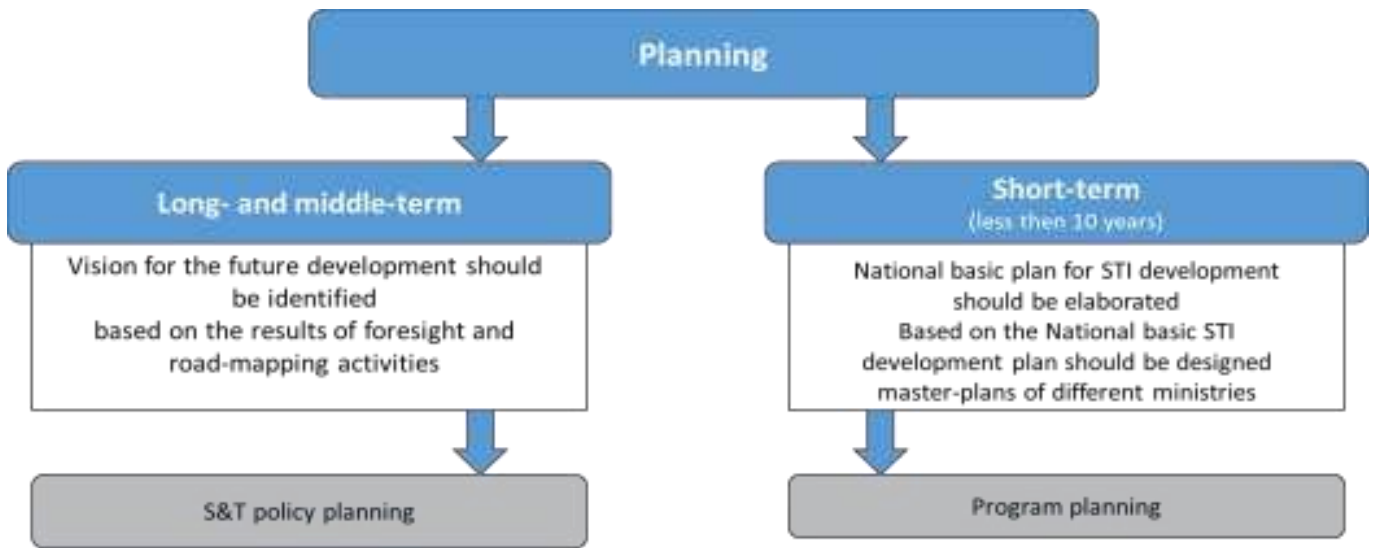 Planning
Long- and middle-term
Vision for the future development should
be identified
based on the results of foresight and
road-mapping activities
S&T policy planning
Short-term
(less then 10 years)
National basic plan for STI development
should be elaborated
Based on the National basic STI
development plan should be designed
master-plans of different ministries
Program planning